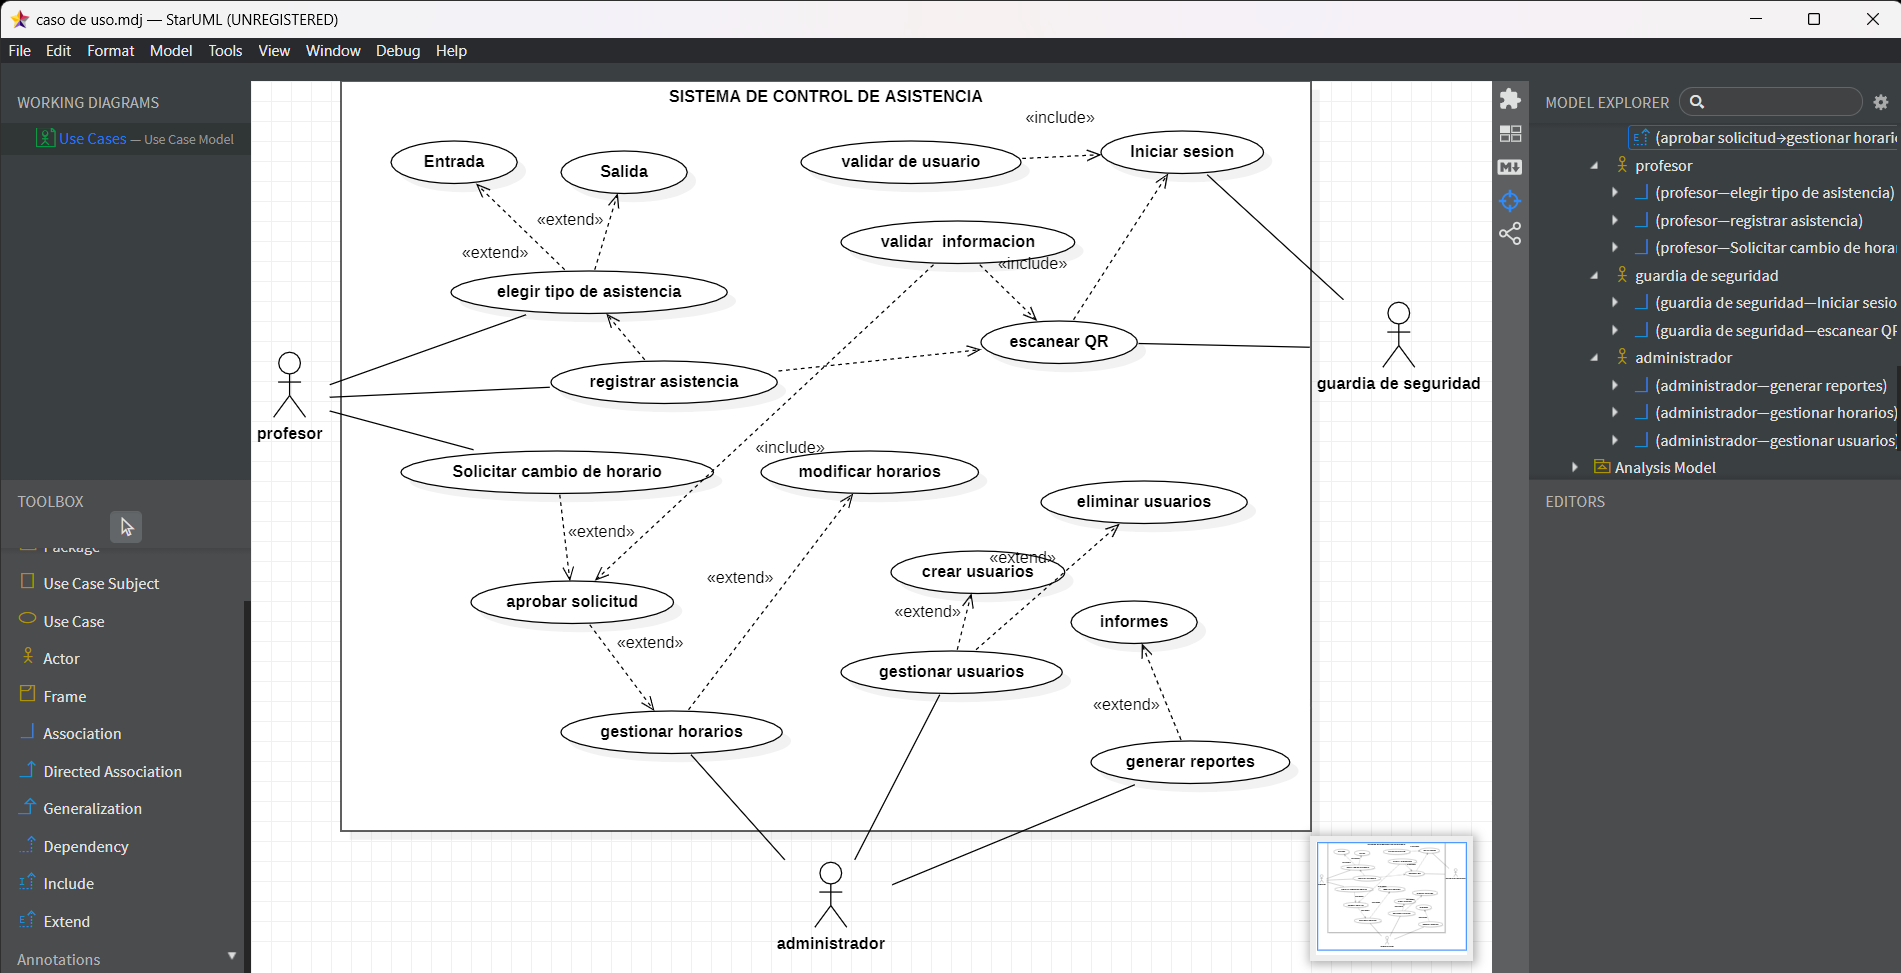 caso de uso.mdj — StarUML (UNREGISTERED)
File Edit Format Model Tools View Window Debug Help
WORKING DIAGRAMS
Use Cases — Use Case Model
TOOLBOX
Package
Use Case Subject
Use Case
Actor
Frame
Association
Directed Association
Generalization
Dependency
Include
Extend
Annotations
SISTEMA DE CONTROL DE ASISTENCIA
«include»
Entrada
Salida
validar de usuario
Iniciar sesion
«extend»
«extend»
validar informacion
«include»
elegir tipo de asistencia
escanear QR
registrar asistencia
guardia de seguridad
profesor
«include»
Solicitar cambio de horario
modificar horarios
eliminar usuarios
«extend»
«extend»
crear usuarios
«extend»
aprobar solicitud
«extend»
informes
«extend»
gestionar usuarios
«extend»
gestionar horarios
generar reportes
administrador
MODEL EXPLORER
(aprobar solicitud→gestionar horari
profesor
(profesor—elegir tipo de asistencia)
(profesor—registrar asistencia)
(profesor—Solicitar cambio de hora
guardia de seguridad
(guardia de seguridad—Iniciar sesio
(guardia de seguridad—escanear QR
administrador
(administrador—generar reportes)
(administrador—gestionar horarios)
(administrador—gestionar usuarios)
Analysis Model
EDITORS